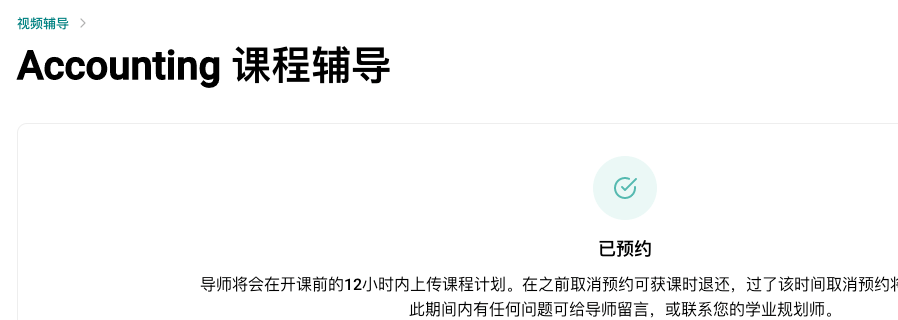 视频辅导
Accounting 课程辅导
已预约
导师将会在开课前的12小时内上传课程计划。在之前取消预约可获课时退还，过了该时间取消预约
此期间内有任何问题可给导师留言，或联系您的学业规划师。